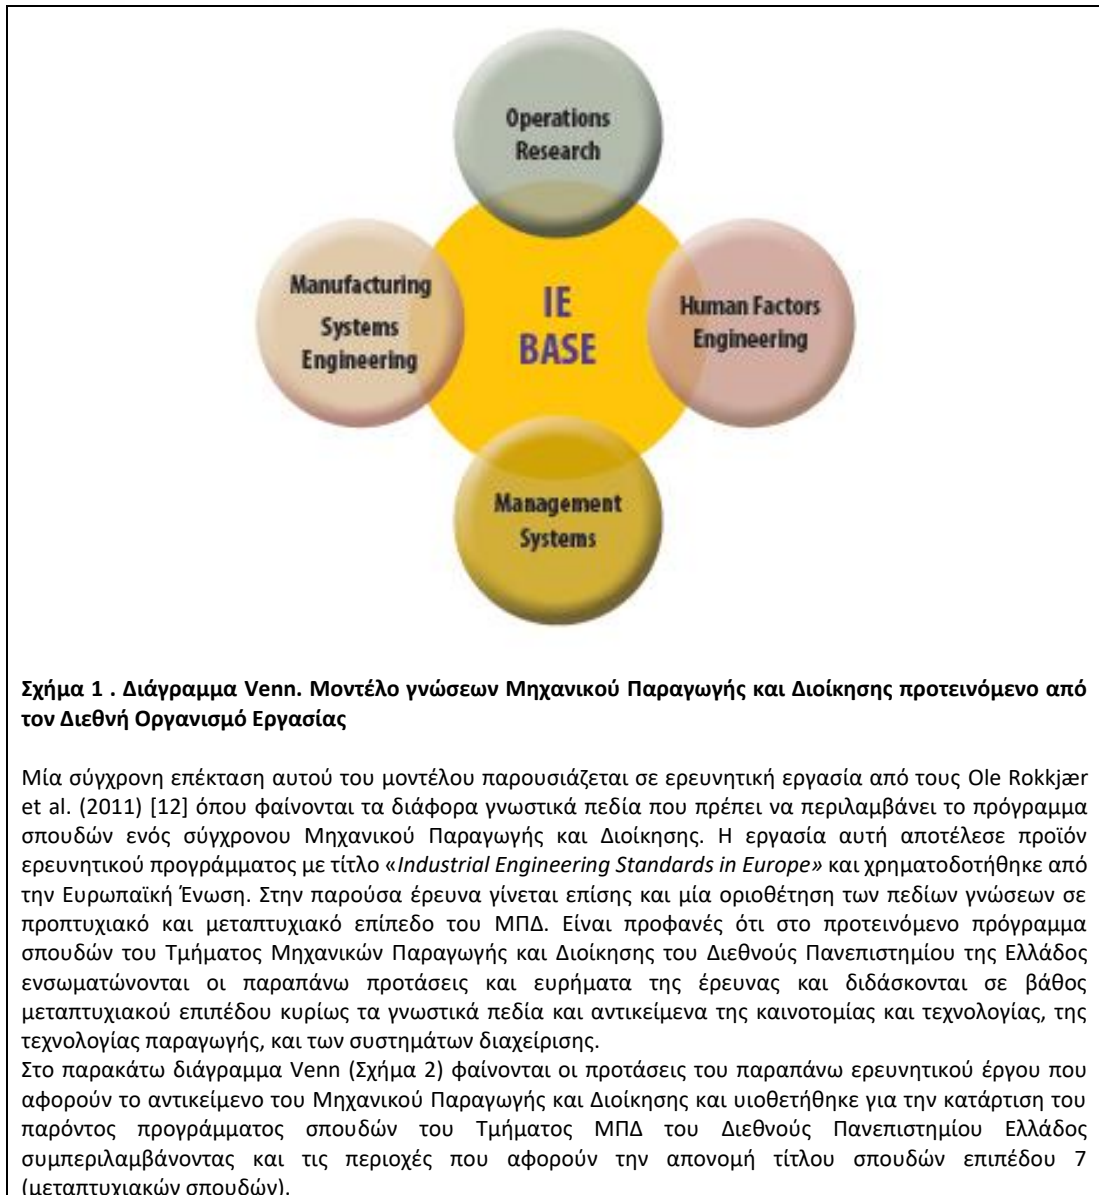 Operations
Research
Manufacturing
Systems
Engineering
IE
BASE
Human Factors
Engineering
Management
Systems
Σχήμα 1 . Διάγραμμα Venn. Μοντέλο γνώσεων Μηχανικού Παραγωγής και Διοίκησης προτεινόμενο από
τον Διεθνή Οργανισμό Εργασίας
Μία σύγχρονη επέκταση αυτού του μοντέλου παρουσιάζεται σε ερευνητική εργασία από τους Ole Rokkjær
et al. (2011) [12] όπου φαίνονται τα διάφορα γνωστικά πεδία που πρέπει να περιλαμβάνει το πρόγραμμα
σπουδών ενός σύγχρονου Μηχανικού Παραγωγής και Διοίκησης. Η εργασία αυτή αποτέλεσε προϊόν
ερευνητικού προγράμματος με τίτλο «Industrial Engineering Standards in Europe» και χρηματοδοτήθηκε από
την Ευρωπαϊκή Ένωση. Στην παρούσα έρευνα γίνεται επίσης και μία οριοθέτηση των πεδίων γνώσεων σε
προπτυχιακό και μεταπτυχιακό επίπεδο του ΜΠΔ. Είναι προφανές ότι στο προτεινόμενο πρόγραμμα
σπουδών του Τμήματος Μηχανικών Παραγωγής και Διοίκησης του Διεθνούς Πανεπιστημίου της Ελλάδος
ενσωματώνονται οι παραπάνω προτάσεις και ευρήματα της έρευνας και διδάσκονται σε βάθος
μεταπτυχιακού επιπέδου κυρίως τα γνωστικά πεδία και αντικείμενα της καινοτομίας και τεχνολογίας, της
τεχνολογίας παραγωγής, και των συστημάτων διαχείρισης.
Στο παρακάτω διάγραμμα Venn (Σχήμα 2) φαίνονται οι προτάσεις του παραπάνω ερευνητικού έργου που
αφορούν το αντικείμενο του Μηχανικού Παραγωγής και Διοίκησης και υιοθετήθηκε για την κατάρτιση του
παρόντος προγράμματος σπουδών του Τμήματος ΜΠΔ του Διεθνούς Πανεπιστημίου Ελλάδος
συμπεριλαμβάνοντας και τις περιοχές που αφορούν την απονομή τίτλου σπουδών επιπέδου 7
(μεταπτυχιακών σπουδών).